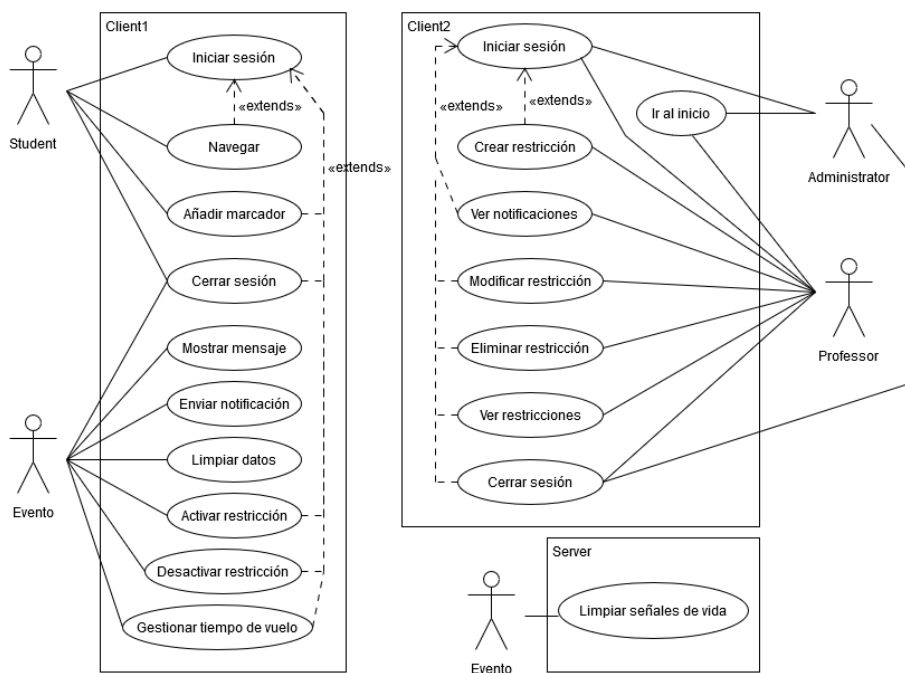 Client1
Iniciar sesión
«extends»
Student
Navegar
«extends»
Añadir marcador
Cerrar sesión
Mostrar mensaje
Enviar notificación
Limpiar datos
Evento
Activar restricción
Desactivar restricción
Gestionar tiempo de vuelo
Client2
Iniciar sesión
«extends»
«extends»
Ir al inicio
Crear restricción
Administrator
Ver notificaciones
Modificar restricción
Professor
Eliminar restricción
Ver restricciones
Cerrar sesión
Server
Limpiar señales de vida
Evento